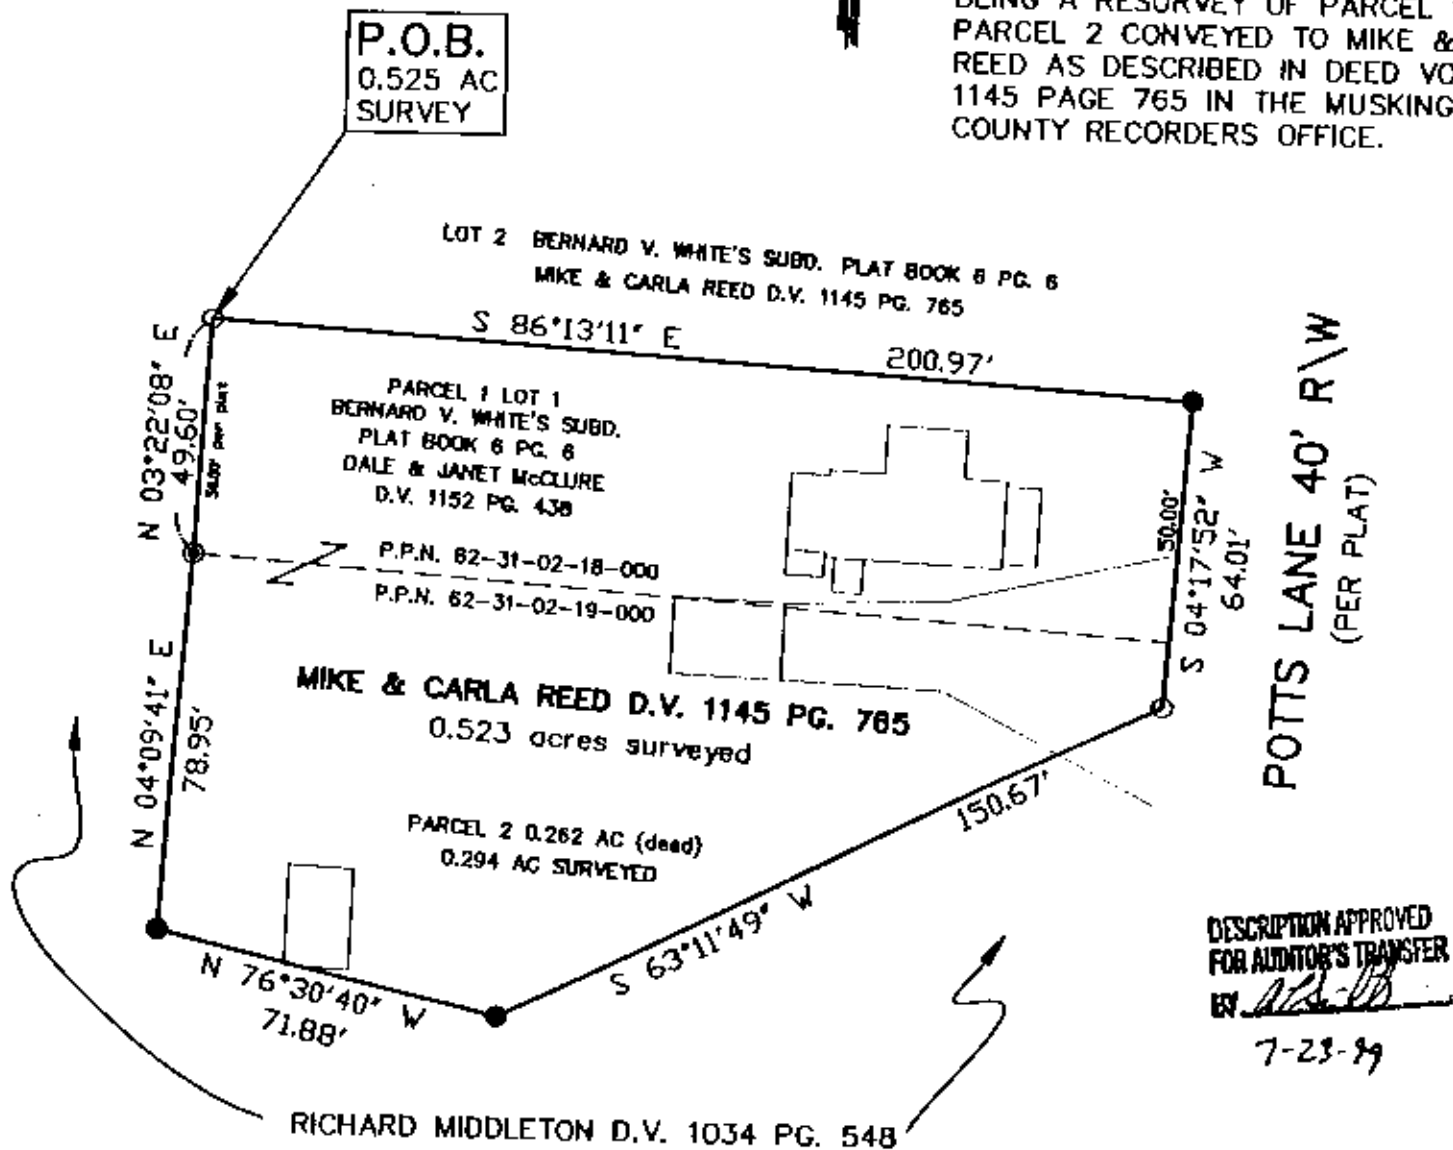 P.O.B.
0.525 AC
SURVEY
BEING A RESURVEY OF PARCEL
PARCEL 2 CONVEYED TO MIKE &
REED AS DESCRIBED IN DEED VO
1145 PAGE 765 IN THE MUSKING
COUNTY RECORDERS OFFICE.
LOT 2 BERNARD V. WHITE'S SUBD. PLAT BOOK 6 PG. 6
MIKE & CARLA REED D.V. 1145 PG. 765
S 86°13'11" E
200.97'
N 03°22'08" E
49.60'
per plat
PARCEL 1 LOT 1
BERNARD V. WHITE'S SUBD.
PLAT BOOK 6 PG. 6
DALE & JANET McCLURE
D.V. 1152 PG. 438
P.P.N. 62-31-02-18-000
P.P.N. 62-31-02-19-000
50.00'
S 04°17'52" W
64.01'
POTTS LANE 40' R\W
(PER PLAT)
N 04°09'41" E
78.95'
MIKE & CARLA REED D.V. 1145 PG. 765
0.523 acres surveyed
PARCEL 2 0.262 AC (deed)
0.294 AC SURVEYED
150.67'
S 63°11'49" W
N 76°30'40" W
71.88'
DESCRIPTION APPROVED
FOR AUDITOR'S TRANSFER
BY
7-23-99
RICHARD MIDDLETON D.V. 1034 PG. 548